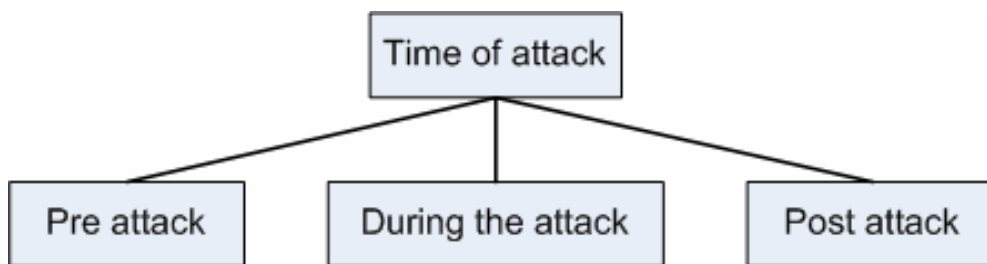 Time of attack
Pre attack
During the attack
Post attack